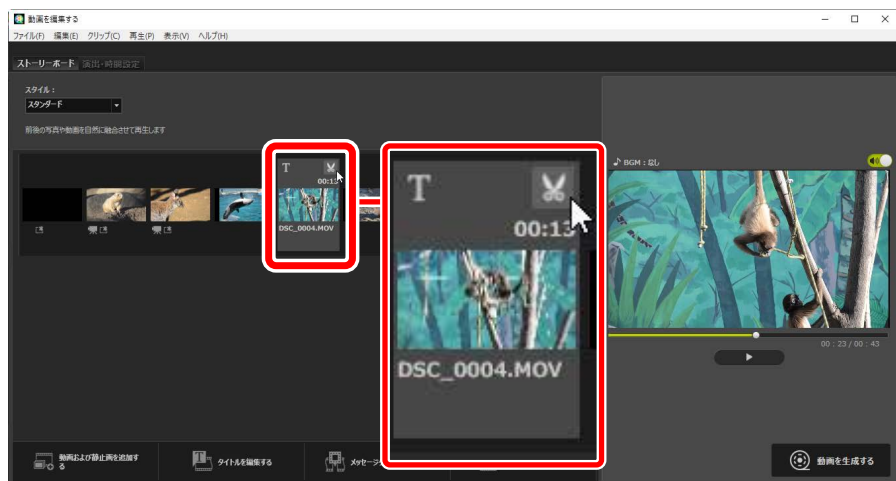 動画を編集する
ファイル(F) 編集(E) クリップ(C) 再生(P) 表示(V) ヘルプ(H)
ストーリーボード 演出・時間設定
スタイル：
スタンダード
前後の写真や動画を自然に融合させて再生します
T
00:13
DSC_0004.MOV
T
00:13
DSC_0004.MOV
BGM : なし
00 : 23 / 00 : 43
動画および静止画を追加す
る
T タイトルを編集する
動画を生成する